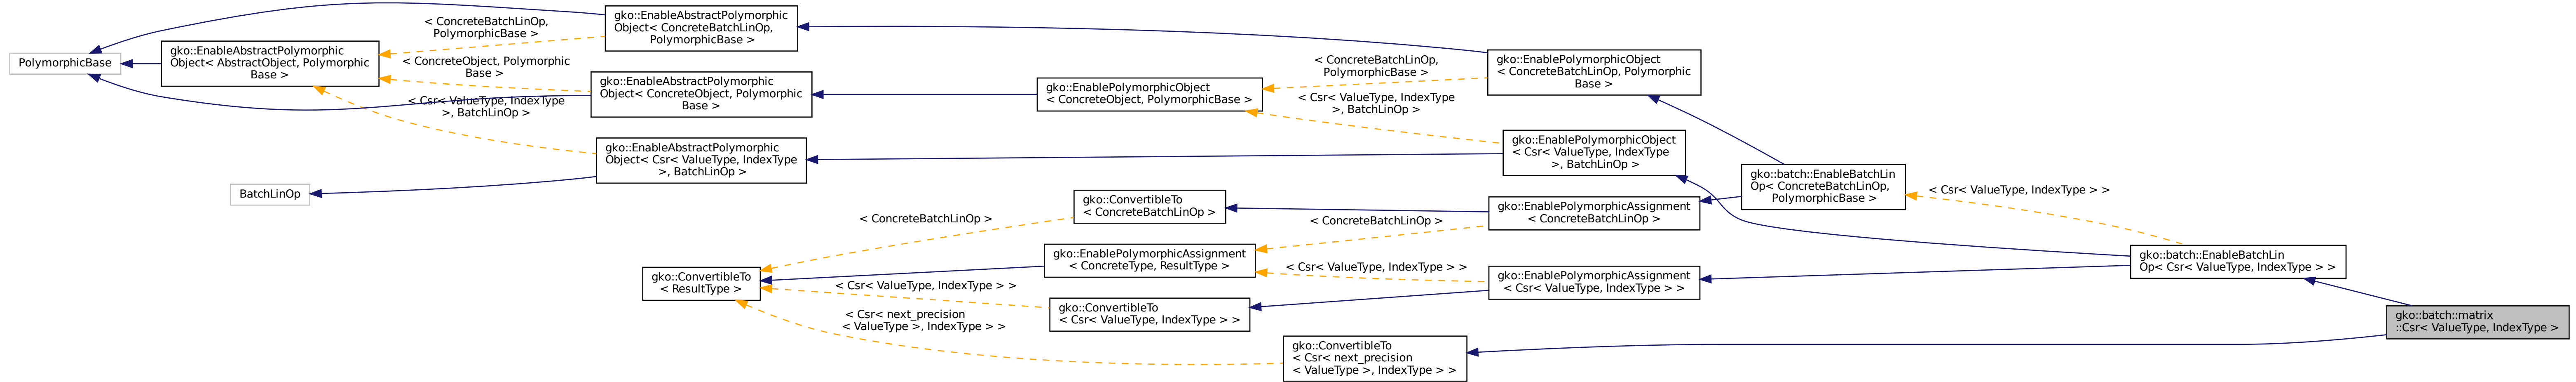 PolymorphicBase
gko::EnableAbstractPolymorphic
Object< AbstractObject, Polymorphic
Base >
BatchLinOp
< ConcreteBatchLinOp,
PolymorphicBase >
< ConcreteObject, Polymorphic
Base >
< Csr< ValueType, IndexType
>, BatchLinOp >
gko::EnableAbstractPolymorphic
Object< ConcreteBatchLinOp,
PolymorphicBase >
gko::EnableAbstractPolymorphic
Object< ConcreteObject, Polymorphic
Base >
gko::EnableAbstractPolymorphic
Object< Csr< ValueType, IndexType
>, BatchLinOp >
gko::ConvertibleTo
< ResultType >
< ConcreteBatchLinOp >
< Csr< ValueType, IndexType > >
< Csr< next_precision
< ValueType >, IndexType > >
gko::EnablePolymorphicObject
< ConcreteObject, PolymorphicBase >
gko::ConvertibleTo
< ConcreteBatchLinOp >
gko::EnablePolymorphicAssignment
< ConcreteType, ResultType >
gko::ConvertibleTo
< Csr< ValueType, IndexType > >
< ConcreteBatchLinOp,
PolymorphicBase >
< Csr< ValueType, IndexType
>, BatchLinOp >
< ConcreteBatchLinOp >
< Csr< ValueType, IndexType > >
gko::ConvertibleTo
< Csr< next_precision
< ValueType >, IndexType > >
gko::EnablePolymorphicObject
< ConcreteBatchLinOp, Polymorphic
Base >
gko::EnablePolymorphicObject
< Csr< ValueType, IndexType
>, BatchLinOp >
gko::EnablePolymorphicAssignment
< ConcreteBatchLinOp >
gko::EnablePolymorphicAssignment
< Csr< ValueType, IndexType > >
gko::batch::EnableBatchLin
Op< ConcreteBatchLinOp,
PolymorphicBase >
< Csr< ValueType, IndexType > >
gko::batch::EnableBatchLin
Op< Csr< ValueType, IndexType > >
gko::batch::matrix
::Csr< ValueType, IndexType >